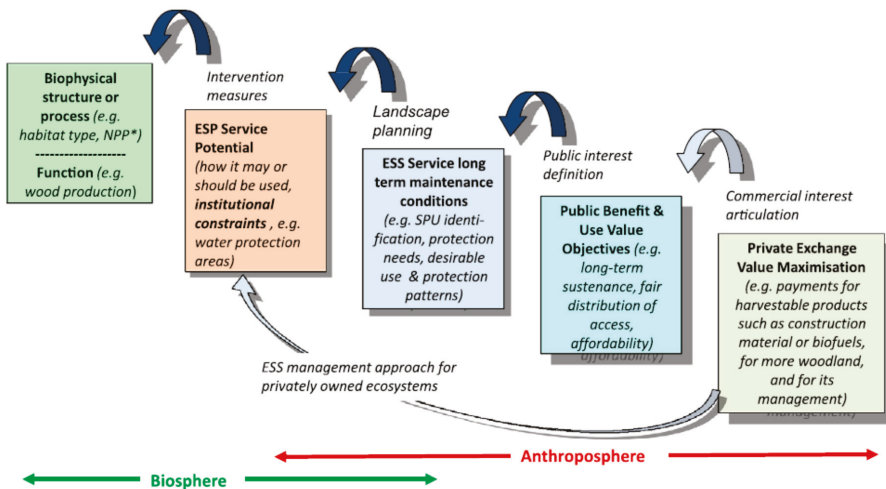 Biophysical
structure or
process (e.g.
habitat type, NPP*)
-------------------
Function (e.g.
wood production)
Intervention
measures
ESP Service
Potential
(how it may or
should be used,
institutional
constraints , e.g.
water protection
areas)
Landscape
planning
ESS Service long
term maintenance
conditions
(e.g. SPU identi-
fication, protection
needs, desirable
use & protection
patterns)
Public interest
definition
Public Benefit &
Use Value
Objectives (e.g.
long-term
sustenance, fair
distribution of
access,
affordability)
Commercial interest
articulation
Private Exchange
Value Maximisation
(e.g. payments for
harvestable products
such as construction
material or biofuels,
for more woodland,
and for its
management)
ESS management approach for
privately owned ecosystems
Anthroposphere
Biosphere